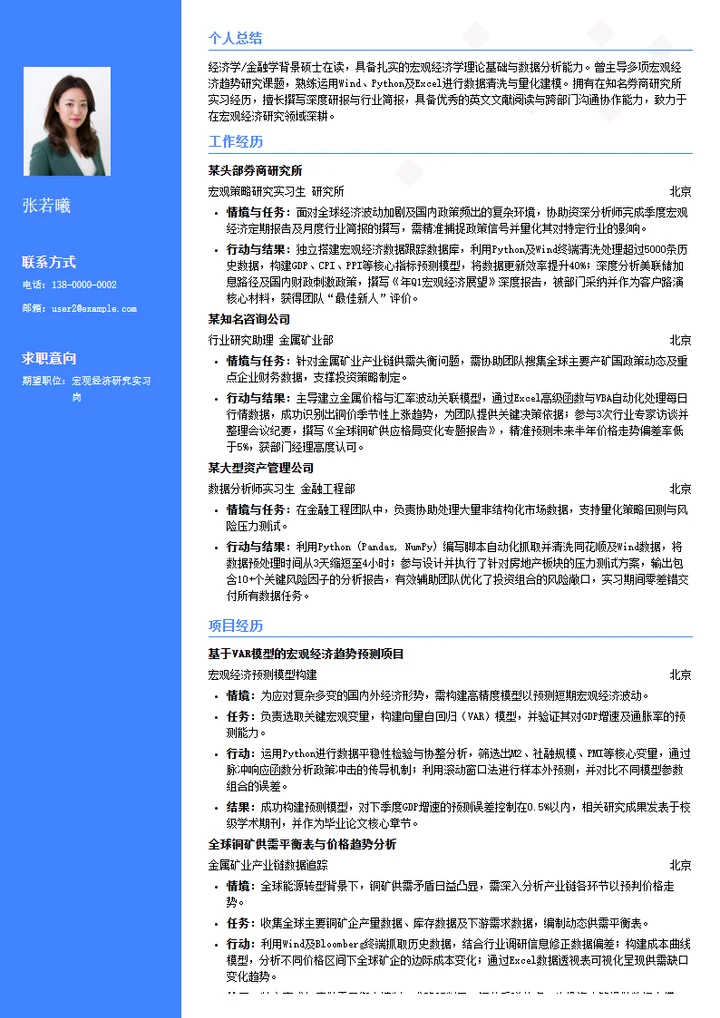 张若曦
联系方式
电话：138-0000-0002
邮箱：user2@example.com
求职意向
期望职位：宏观经济研究实习
岗
个人总结
经济学/金融学背景硕士在读，具备扎实的宏观经济学理论基础与数据分析能力。曾主导多项宏观经
济趋势研究课题，熟练运用Wind、Python及Excel进行数据清洗与量化建模。拥有在知名券商研究所
实习经历，擅长撰写深度研报与行业简报，具备优秀的英文文献阅读与跨部门沟通协作能力，致力于
在宏观经济研究领域深耕。
工作经历
某头部券商研究所
宏观策略研究实习生 研究所 北京
• 情境与任务：面对全球经济波动加剧及国内政策频出的复杂环境，协助资深分析师完成季度宏观
经济定期报告及月度行业简报的撰写，需精准捕捉政策信号并量化其对特定行业的影响。
• 行动与结果：独立搭建宏观经济数据跟踪数据库，利用Python及Wind终端清洗处理超过5000条历
史数据，构建GDP、CPI、PPI等核心指标预测模型，将数据更新效率提升40%；深度分析美联储加
息路径及国内财政刺激政策，撰写《年Q1宏观经济展望》深度报告，被部门采纳并作为客户路演
核心材料，获得团队“最佳新人”评价。
某知名咨询公司
行业研究助理 金属矿业部 北京
• 情境与任务：针对金属矿业产业链供需失衡问题，需协助团队搜集全球主要产矿国政策动态及重
点企业财务数据，支撑投资策略制定。
• 行动与结果：主导建立金属价格与汇率波动关联模型，通过Excel高级函数与VBA自动化处理每日
行情数据，成功识别出铜价季节性上涨趋势，为团队提供关键决策依据；参与3次行业专家访谈并
整理会议纪要，撰写《全球铜矿供应格局变化专题报告》，精准预测未来半年价格走势偏差率低
于5%，获部门经理高度认可。
某大型资产管理公司
数据分析师实习生 金融工程部 北京
• 情境与任务：在金融工程团队中，负责协助处理大量非结构化市场数据，支持量化策略回测与风
险压力测试。
• 行动与结果：利用Python (Pandas, NumPy) 编写脚本自动化抓取并清洗同花顺及Wind数据，将
数据预处理时间从3天缩短至4小时；参与设计并执行了针对房地产板块的压力测试方案，输出包
含10+个关键风险因子的分析报告，有效辅助团队优化了投资组合的风险敞口，实习期间零差错交
付所有数据任务。
项目经历
基于VAR模型的宏观经济趋势预测项目
宏观经济预测模型构建 北京
• 情境：为应对复杂多变的国内外经济形势，需构建高精度模型以预测短期宏观经济波动。
• 任务：负责选取关键宏观变量，构建向量自回归（VAR）模型，并验证其对GDP增速及通胀率的预
测能力。
• 行动：运用Python进行数据平稳性检验与协整分析，筛选出M2、社融规模、PMI等核心变量，通过
脉冲响应函数分析政策冲击的传导机制；利用滚动窗口法进行样本外预测，并对比不同模型参数
组合的误差。
• 结果：成功构建预测模型，对下季度GDP增速的预测误差控制在0.5%以内，相关研究成果发表于校
级学术期刊，并作为毕业论文核心章节。
全球铜矿供需平衡表与价格趋势分析
金属矿业产业链数据追踪 北京
• 情境：全球能源转型背景下，铜矿供需矛盾日益凸显，需深入分析产业链各环节以预判价格走
势。
• 任务：收集全球主要铜矿企产量数据、库存数据及下游需求数据，编制动态供需平衡表。
• 行动：利用Wind及Bloomberg终端抓取历史数据，结合行业调研信息修正数据偏差；构建成本曲线
模型，分析不同价格区间下全球矿企的边际成本变化；通过Excel数据透视表可视化呈现供需缺口
变化趋势。